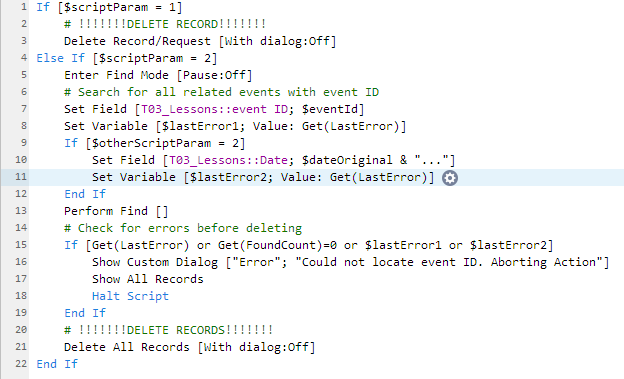 1 If [$scriptParam = 1]
2 # !!!!!!!DELETE RECORD!!!!!!!
3 Delete Record/Request [With dialog:Off]
4 Else If [$scriptParam = 2]
5 Enter Find Mode [Pause:Off]
6 # Search for all related events with event ID
7 Set Field [T03_Lessons::event ID; $eventId]
8 Set Variable [$lastError1; Value: Get(LastError)]
9 If [$otherScriptParam = 2]
10 Set Field [T03_Lessons::Date; $dateOriginal & "..."]
11 Set Variable [$lastError2; Value: Get(LastError)]
12 End If
13 Perform Find []
14 # Check for errors before deleting
15 If [Get(LastError) or Get(FoundCount)=0 or $lastError1 or $lastError2]
16 Show Custom Dialog ["Error"; "Could not locate event ID. Aborting Action"]
17 Show All Records
18 Halt Script
19 End If
20 # !!!!!!!DELETE RECORDS!!!!!!!
21 Delete All Records [With dialog:Off]
22 End If